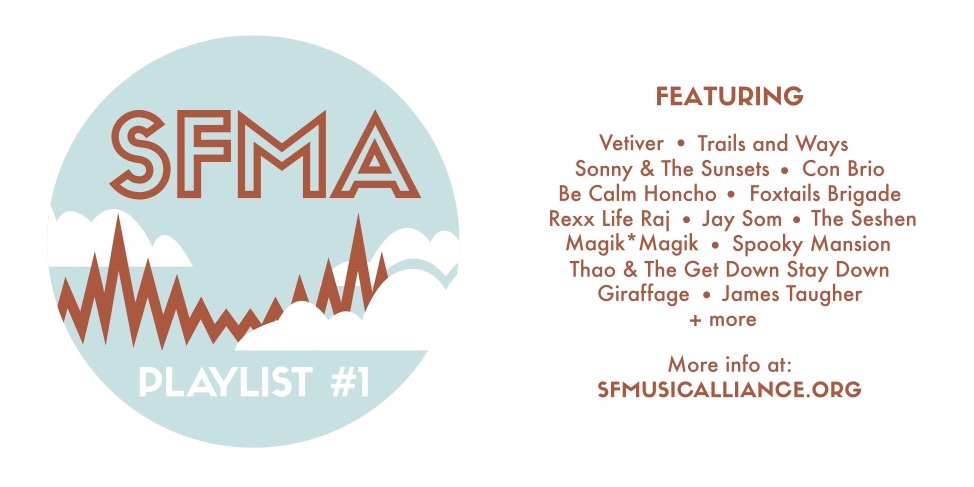 SFMA
PLAYLIST #1
FEATURING
Vetiver • Trails and Ways
Sonny & The Sunsets • Con Brio
Be Calm Honcho • Foxtails Brigade
Rexx Life Raj • Jay Som • The Seshen
Magik*Magik • Spooky Mansion
Thao & The Get Down Stay Down
Giraffage • James Taugher
+ more
More info at:
SFMUSICALLIANCE.ORG